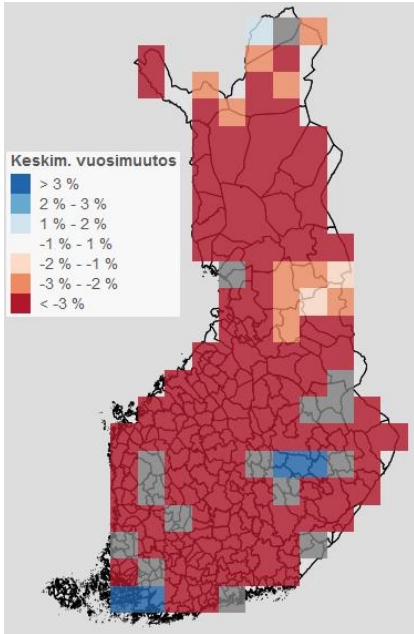 Keskim. vuosimuutos
> 3 %
2 % - 3 %
1 % - 2 %
-1 % - 1 %
-2 % - -1 %
-3 % - -2 %
< -3 %